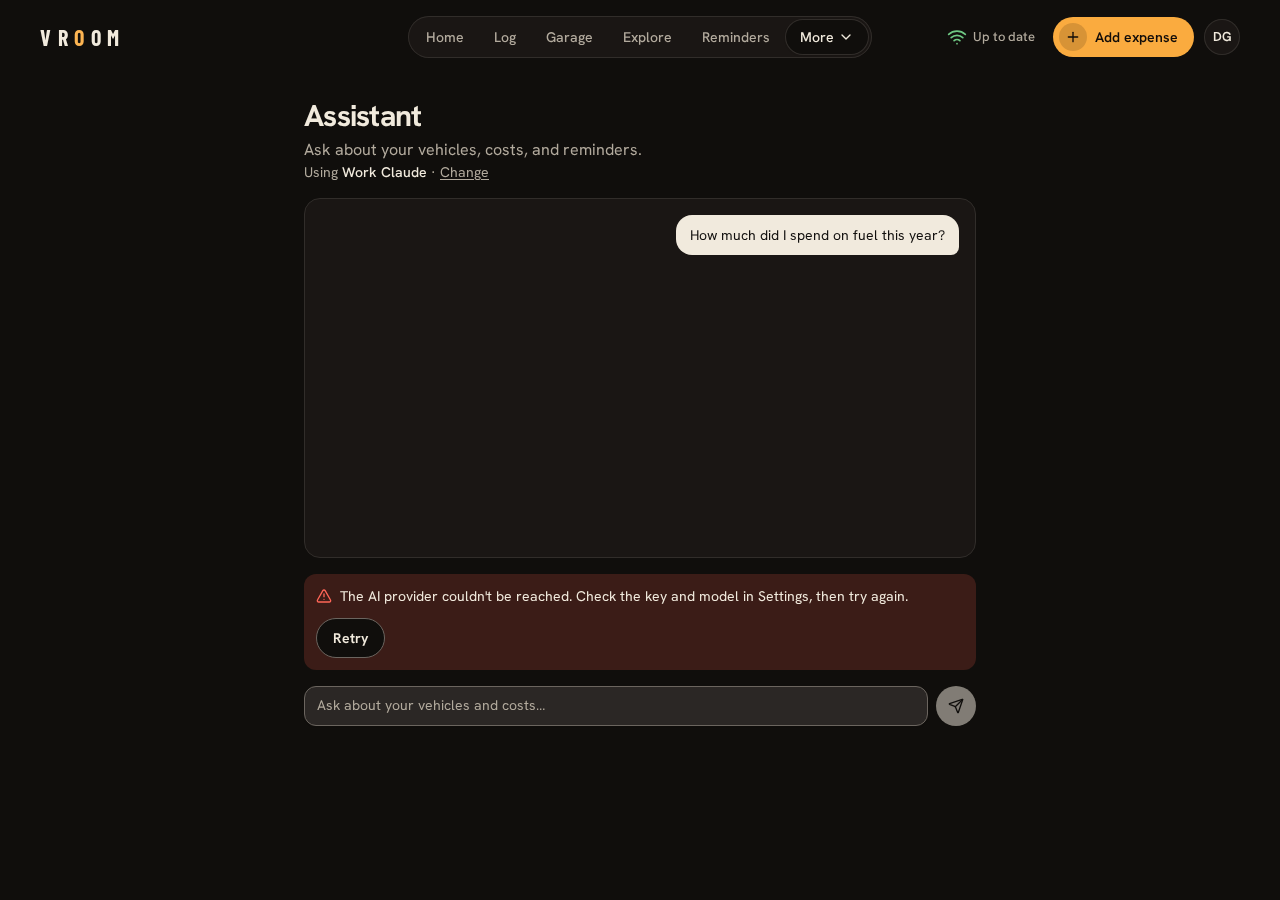 VROOM
Home
Log
Garage
Explore
Reminders
More
Up to date
Add expense
DG
Assistant
Ask about your vehicles, costs, and reminders.
Using Work Claude · Change
How much did I spend on fuel this year?
The AI provider couldn't be reached. Check the key and model in Settings, then try again.
Retry
Ask about your vehicles and costs...